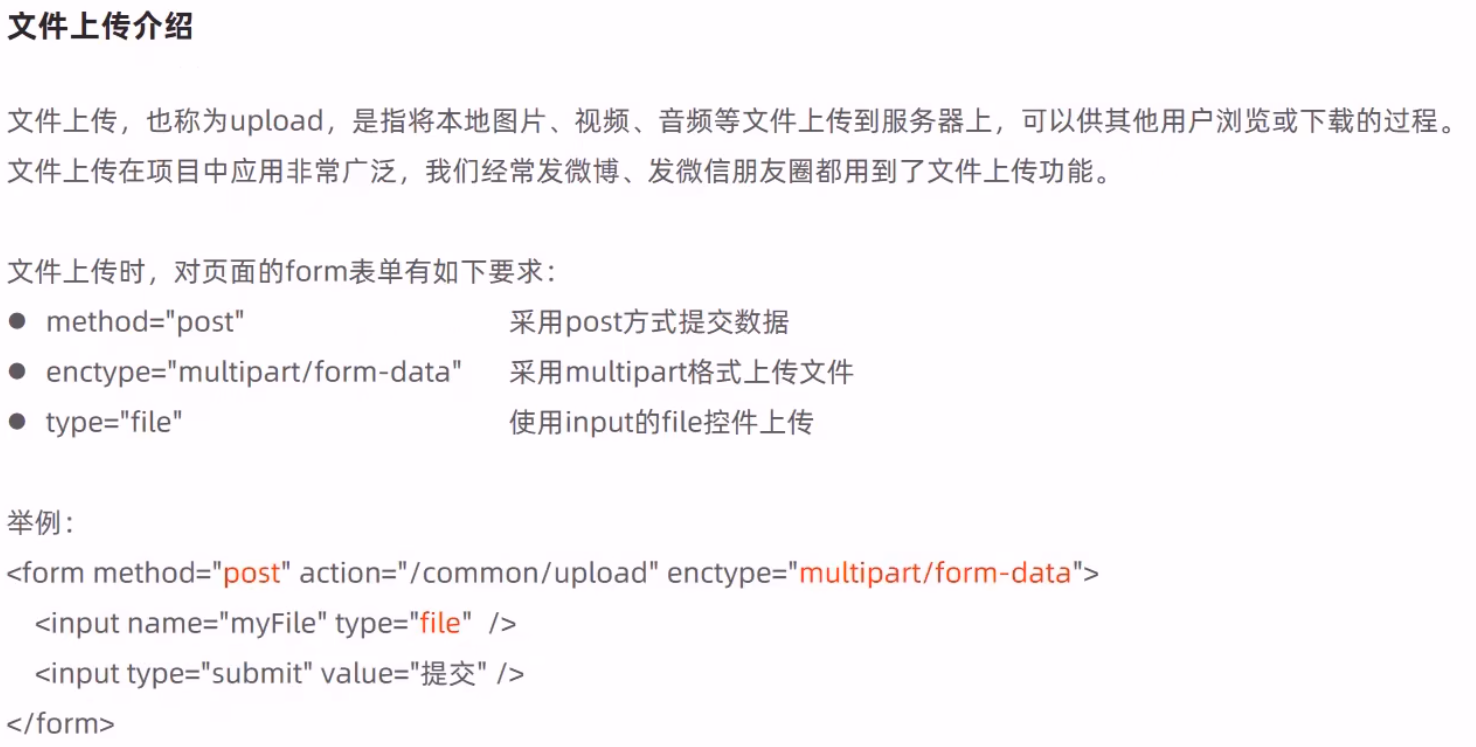 文件上传介绍
文件上传，也称为upload，是指将本地图片、视频、音频等文件上传到服务器上，可以供其他用户浏览或下载的过程。
文件上传在项目中应用非常广泛，我们经常发微博、发微信朋友圈都用到了文件上传功能。
文件上传时，对页面的form表单有如下要求：
● method="post" 采用post方式提交数据
● enctype="multipart/form-data" 采用multipart格式上传文件
● type="file" 使用input的file控件上传
举例：
<form method="post" action="/common/upload" enctype="multipart/form-data">
<input name="myFile" type="file" />
<input type="submit" value="提交" />
</form>